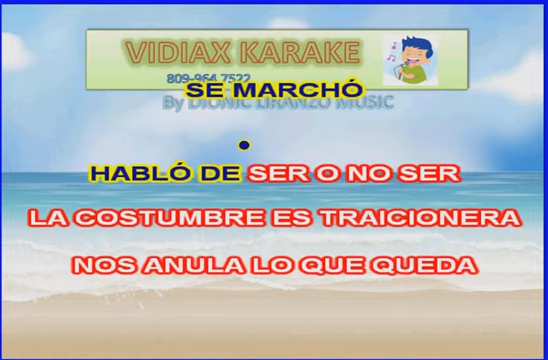 VIDIAX KARAKE
809-964 7522
SE MARCHÓ
By DIONIC LIRANZO MUSIC
.
HABLÓ DE SER O NO SER
LA COSTUMBRE ES TRAICIONERA
NOS ANULA LO QUE QUEDA